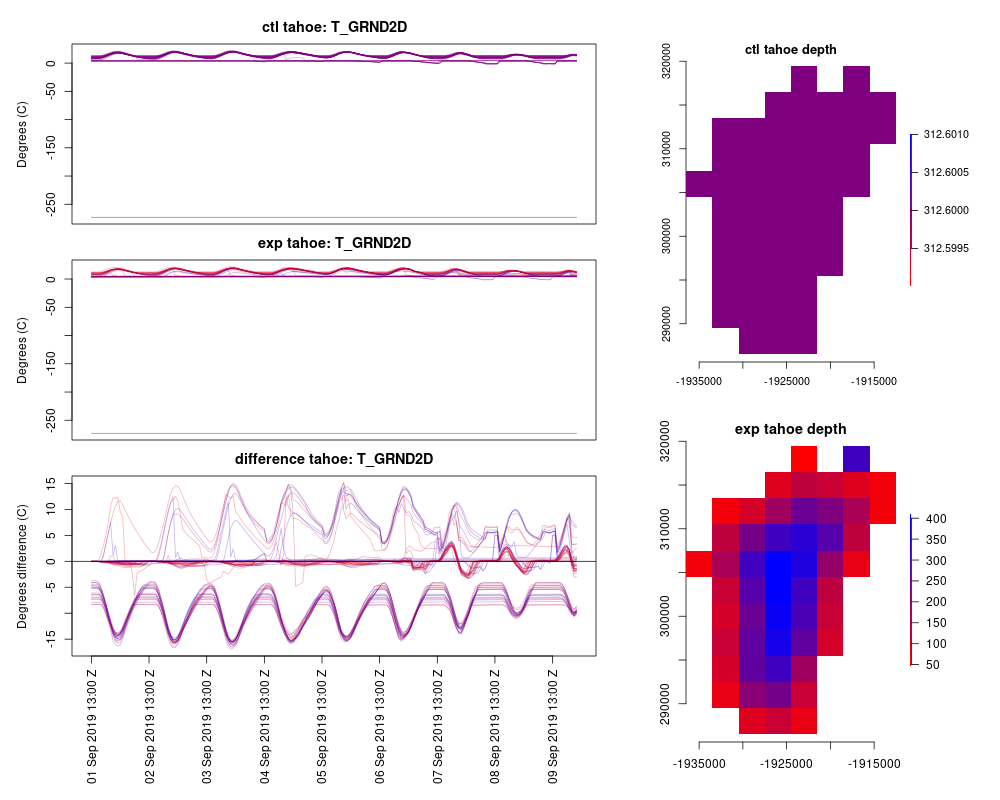 ctl tahoe: T_GRND2D
Degrees (C)
0
-50
-150
-250
exp tahoe: T_GRND2D
Degrees (C)
0
-50
-150
-250
difference tahoe: T_GRND2D
Degrees difference (C)
15
10
5
0
-5
-15
01 Sep 2019 13:00 Z
02 Sep 2019 13:00 Z
03 Sep 2019 13:00 Z
04 Sep 2019 13:00 Z
05 Sep 2019 13:00 Z
06 Sep 2019 13:00 Z
07 Sep 2019 13:00 Z
08 Sep 2019 13:00 Z
09 Sep 2019 13:00 Z
ctl tahoe depth
320000
310000
300000
290000
-1935000
-1925000
-1915000
312.6010
312.6005
312.6000
312.5995
exp tahoe depth
320000
310000
300000
290000
-1935000
-1925000
-1915000
400
350
300
250
200
150
100
50